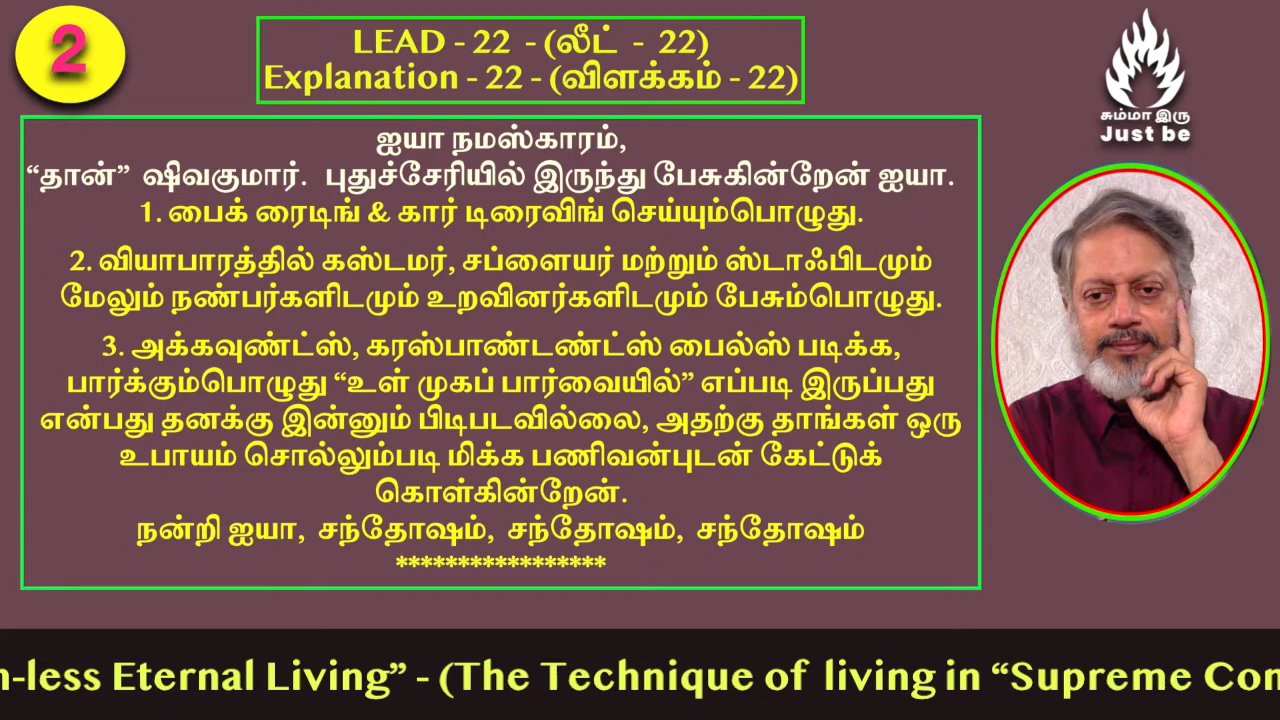 2
LEAD - 22 - (லீட் - 22)
Explanation - 22 - (விளக்கம் - 22)
சும்மா இரு
Just be
ஐயா நமஸ்காரம்,
“தான்” ஷிவகுமார். புதுச்சேரியில் இருந்து பேசுகின்றேன் ஐயா.
1. பைக் ரைடிங் & கார் டிரைவிங் செய்யும்பொழுது.
2. வியாபாரத்தில் கஸ்டமர், சப்ளையர் மற்றும் ஸ்டாஃபிடமும்
மேலும் நண்பர்களிடமும் உறவினர்களிடமும் பேசும்பொழுது.
3. அக்கவுண்ட்ஸ், கரஸ்பாண்டண்ட்ஸ் பைல்ஸ் படிக்க,
பார்க்கும்பொழுது “உள் முகப் பார்வையில்” எப்படி இருப்பது
என்பது தனக்கு இன்னும் பிடிபடவில்லை, அதற்கு தாங்கள் ஒரு
உபாயம் சொல்லும்படி மிக்க பணிவன்புடன் கேட்டுக்
கொள்கின்றேன்.
நன்றி ஐயா, சந்தோஷம், சந்தோஷம், சந்தோஷம்
*****************
n-less Eternal Living” - (The Technique of living in “Supreme Con